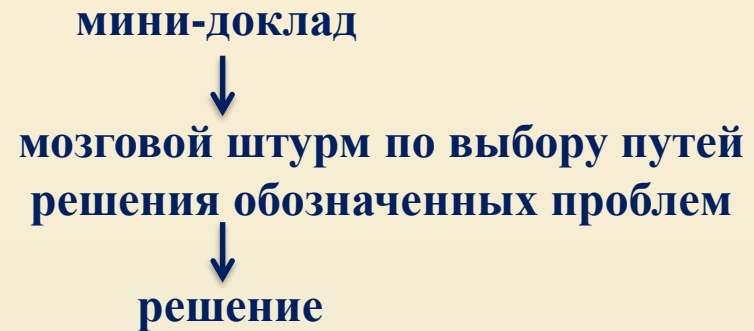 мини-доклад
мозговой штурм по выбору путей
решения обозначенных проблем
решение